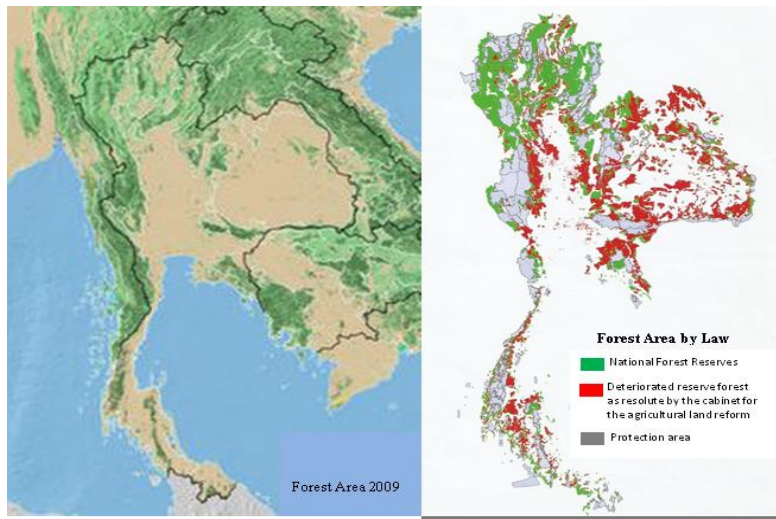 Forest Area 2009
Forest Area by Law
National Forest Reserves
Deteriorated reserve forest
as resolute by the cabinet for
the agricultural land reform
Protection area